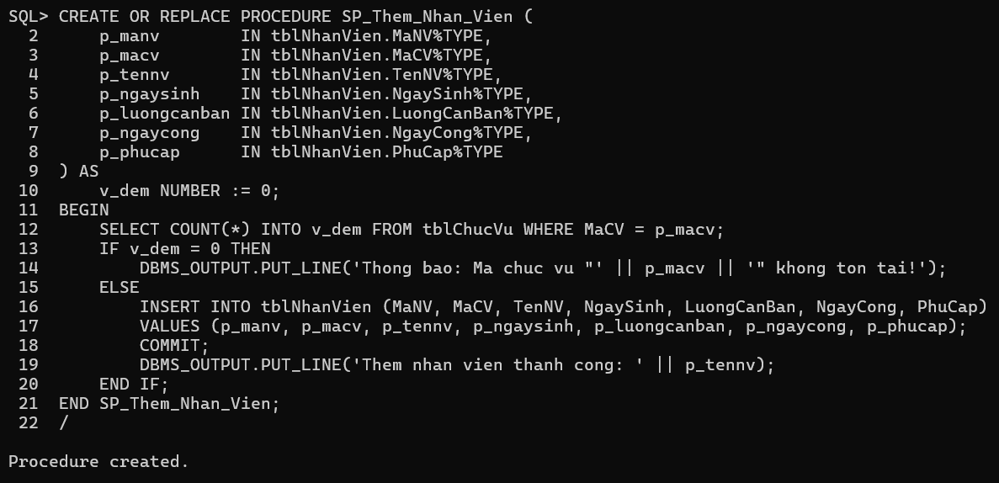 SQL> CREATE OR REPLACE PROCEDURE SP_Them_Nhan_Vien (
  2      p_manv        IN tblNhanVien.MaNV%TYPE,
  3      p_macv        IN tblNhanVien.MaCV%TYPE,
  4      p_tennv       IN tblNhanVien.TenNV%TYPE,
  5      p_ngaysinh    IN tblNhanVien.NgaySinh%TYPE,
  6      p_luongcanban IN tblNhanVien.LuongCanBan%TYPE,
  7      p_ngaycong    IN tblNhanVien.NgayCong%TYPE,
  8      p_phucap      IN tblNhanVien.PhuCap%TYPE
  9  ) AS
 10      v_dem NUMBER := 0;
 11  BEGIN
 12      SELECT COUNT(*) INTO v_dem FROM tblChucVu WHERE MaCV = p_macv;
 13      IF v_dem = 0 THEN
 14          DBMS_OUTPUT.PUT_LINE('Thong bao: Ma chuc vu "' || p_macv || '" khong ton tai!');
 15      ELSE
 16          INSERT INTO tblNhanVien (MaNV, MaCV, TenNV, NgaySinh, LuongCanBan, NgayCong, PhuCap)
 17          VALUES (p_manv, p_macv, p_tennv, p_ngaysinh, p_luongcanban, p_ngaycong, p_phucap);
 18          COMMIT;
 19          DBMS_OUTPUT.PUT_LINE('Them nhan vien thanh cong: ' || p_tennv);
 20      END IF;
 21  END SP_Them_Nhan_Vien;
 22  /
Procedure created.